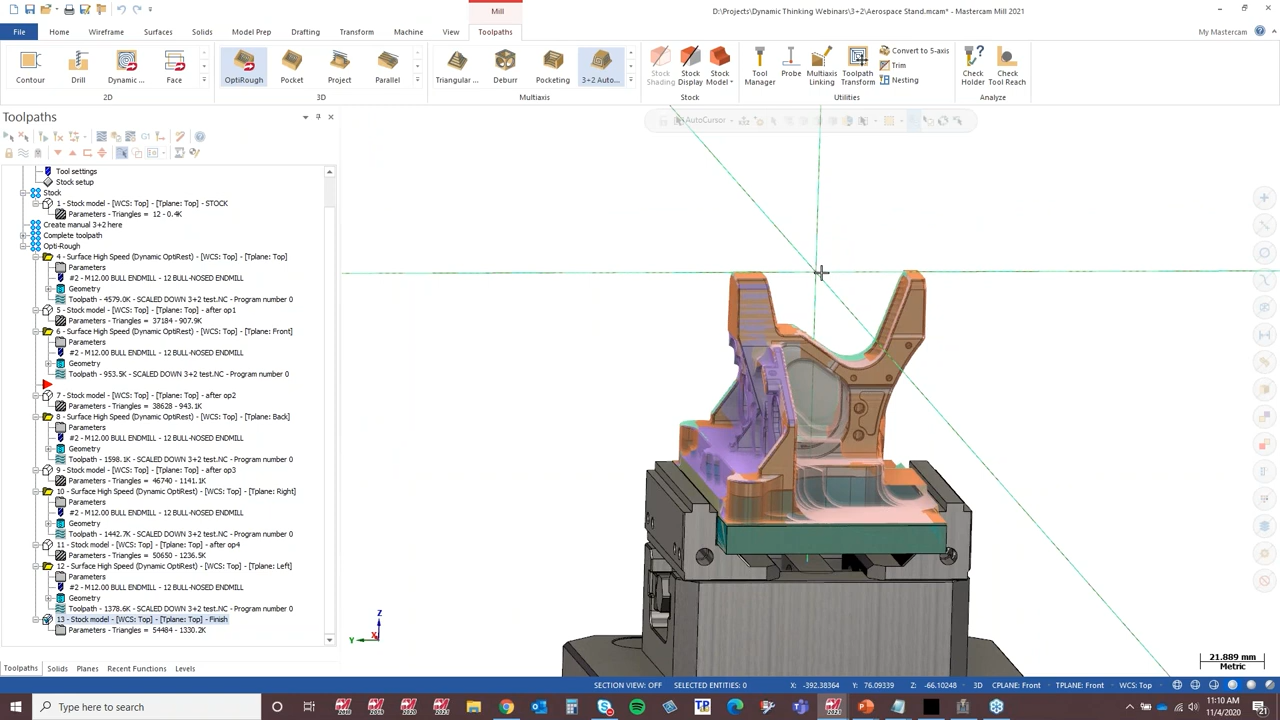 Mill
D:\Projects\Dynamic Thinking Webinars\3+2\Aerospace Stand.mcam* - Mastercam Mill 2021
File Home Wireframe Surfaces Solids Model Prep Drafting Transform Machine View Toolpaths My Mastercam
Contour Drill Dynamic ... Face OptiRough Pocket Project Parallel Triangular ... Deburr Pocketing 3+2 Auto... Stock Shading Stock Display Stock Model Tool Manager Probe Multiaxis Linking Toolpath Transform Convert to 5-axis Trim Nesting Check Holder Check Tool Reach
2D 3D Multiaxis Stock Utilities Analyze
Toolpaths
AutoCursor
G1
Tool settings
Stock setup
Stock
1 - Stock model - [WCS: Top] - [Tplane: Top] - STOCK
Parameters - Triangles = 12 - 0.4K
Create manual 3+2 here
Complete toolpath
Opti-Rough
4 - Surface High Speed (Dynamic OptiRest) - [WCS: Top] - [Tplane: Top]
Parameters
#2 - M12.00 BULL ENDMILL - 12 BULL-NOSED ENDMILL
Geometry
Toolpath - 4579.0K - SCALED DOWN 3+2 test.NC - Program number 0
5 - Stock model - [WCS: Top] - [Tplane: Top] - after op1
Parameters - Triangles = 37184 - 907.9K
6 - Surface High Speed (Dynamic OptiRest) - [WCS: Top] - [Tplane: Front]
Parameters
#2 - M12.00 BULL ENDMILL - 12 BULL-NOSED ENDMILL
Geometry
Toolpath - 953.5K - SCALED DOWN 3+2 test.NC - Program number 0
7 - Stock model - [WCS: Top] - [Tplane: Top] - after op2
Parameters - Triangles = 38628 - 943.1K
8 - Surface High Speed (Dynamic OptiRest) - [WCS: Top] - [Tplane: Back]
Parameters
#2 - M12.00 BULL ENDMILL - 12 BULL-NOSED ENDMILL
Geometry
Toolpath - 1598.1K - SCALED DOWN 3+2 test.NC - Program number 0
9 - Stock model - [WCS: Top] - [Tplane: Top] - after op3
Parameters - Triangles = 46740 - 1141.1K
10 - Surface High Speed (Dynamic OptiRest) - [WCS: Top] - [Tplane: Right]
Parameters
#2 - M12.00 BULL ENDMILL - 12 BULL-NOSED ENDMILL
Geometry
Toolpath - 1442.7K - SCALED DOWN 3+2 test.NC - Program number 0
11 - Stock model - [WCS: Top] - [Tplane: Top] - after op4
Parameters - Triangles = 50650 - 1236.5K
12 - Surface High Speed (Dynamic OptiRest) - [WCS: Top] - [Tplane: Left]
Parameters
#2 - M12.00 BULL ENDMILL - 12 BULL-NOSED ENDMILL
Geometry
Toolpath - 1378.6K - SCALED DOWN 3+2 test.NC - Program number 0
13 - Stock model - [WCS: Top] - [Tplane: Top] - Finish
Parameters - Triangles = 54484 - 1330.2K
Z
Y X
21.889 mm
Metric
Toolpaths Solids Planes Recent Functions Levels
SECTION VIEW: OFF SELECTED ENTITIES: 0 X: -392.38364 Y: 76.09339 Z: -66.10248 3D CPLANE: Front TPLANE: Front WCS: Top
Type here to search
11:10 AM
11/4/2020